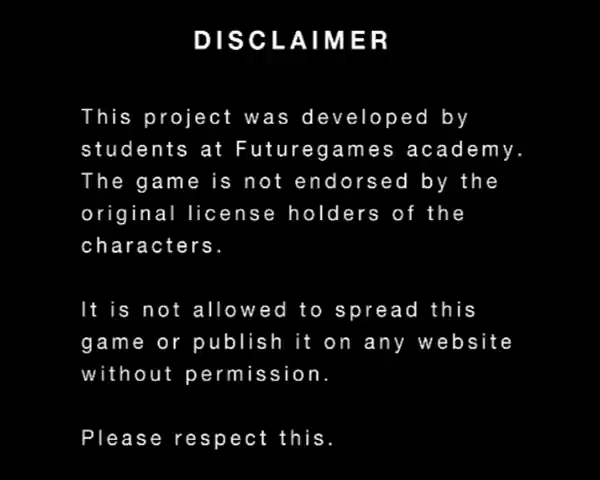 DISCLAIMER
This project was developed by
students at Futuregames academy.
The game is not endorsed by the
original license holders of the
characters.
It is not allowed to spread this
game or publish it on any website
without permission.
Please respect this.